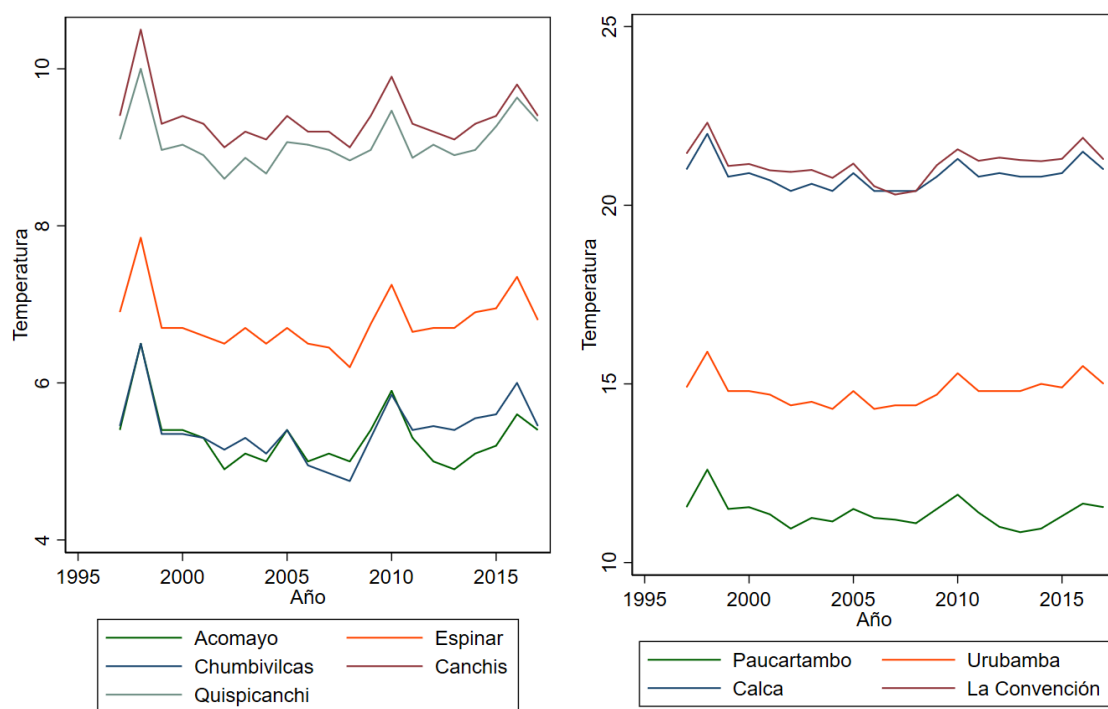 Temperatura
10
8
6
4
1995 2000 2005 2010 2015
Año
Acomayo Espinar
Chumbivilcas Canchis
Quispicanchi
Temperatura
25
20
15
10
1995 2000 2005 2010 2015
Año
Paucartambo Urubamba
Calca La Convención